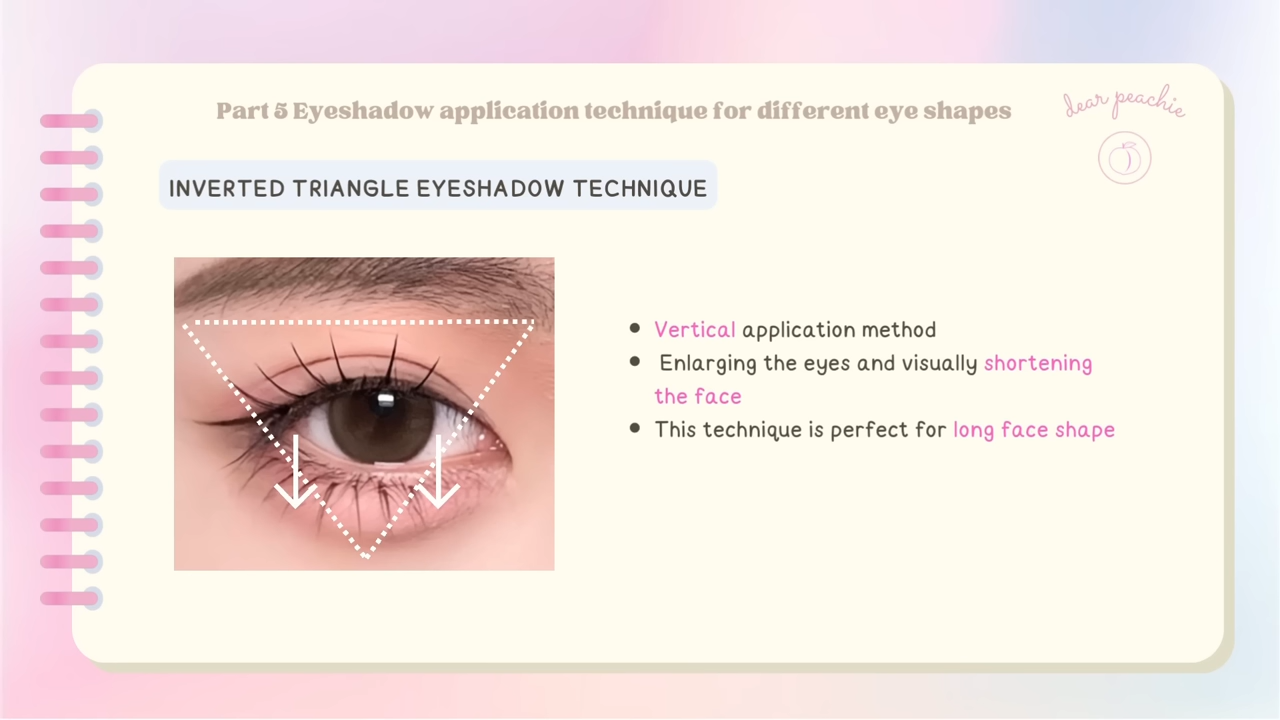 Part 5 Eyeshadow application technique for different eye shapes
dear peachie
INVERTED TRIANGLE EYESHADOW TECHNIQUE
Vertical application method
Enlarging the eyes and visually shortening
the face
This technique is perfect for long face shape